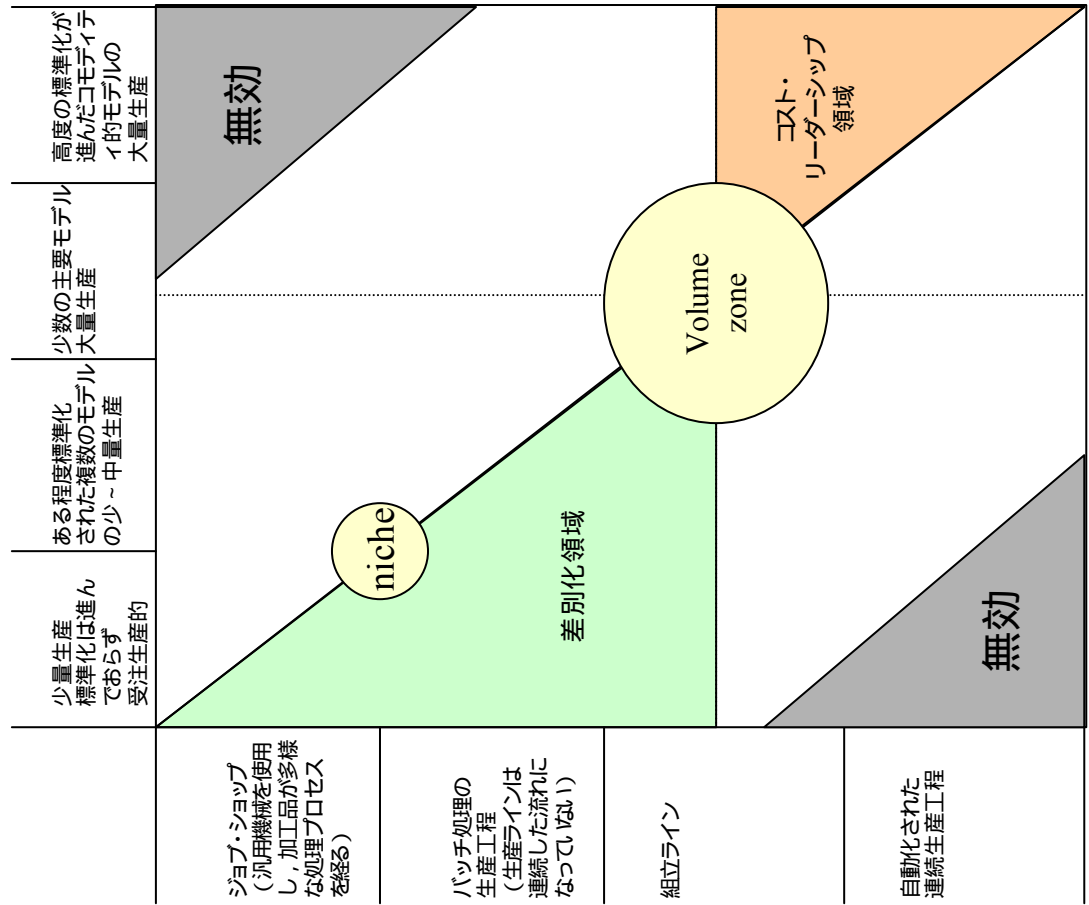 少量生産
標準化は進ん
でおらず
受注生産的
ある程度標準化
された複数のモデル
の少~中量生産
少数の主要モデル
大量生産
高度の標準化が
進んだコモディテ
ィ的モデルの
大量生産
ジョブ・ショップ
(汎用機械を使用
し,加工品が多様
な処理プロセス
を経る)
niche
無効
バッチ処理の
生産工程
(生産ラインは
連続した流れに
なっていない)
差別化領域
組立ライン
Volume
zone
コスト・
リーダーシップ
領域
自動化された
連続生産工程
無効